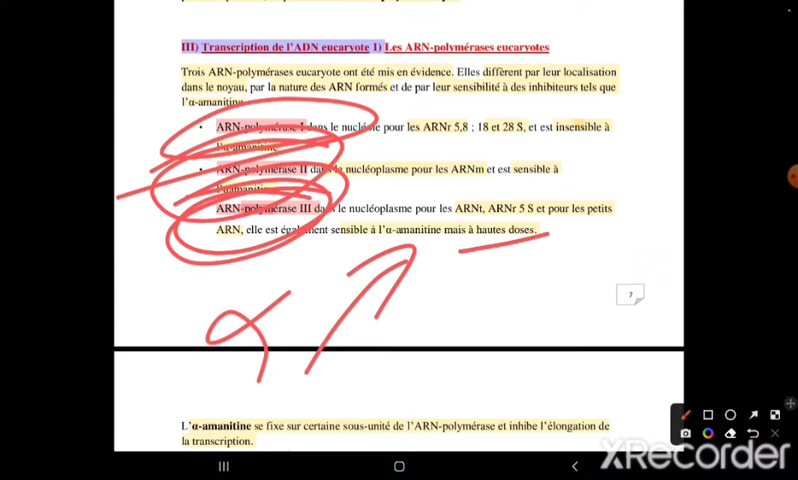 III) Transcription de l'ADN eucaryote 1) Les ARN-polymérases eucaryotes
Trois ARN-polymérases eucaryote ont été mis en évidence. Elles diffèrent par leur localisation
dans le noyau, par la nature des ARN formés et de par leur sensibilité à des inhibiteurs tels que
l'α-amanitine.
• ARN-polymérase I dans le nucléole pour les ARNr 5,8 ; 18 et 28 S, et est insensible à
l'α-amanitine
• ARN-polymérase II dans le nucléoplasme pour les ARNm et est sensible à
l'αamanitine
ARN-polymérase III dans le nucléoplasme pour les ARNt, ARNr 5 S et pour les petits
ARN, elle est également sensible à l'α-amanitine mais à hautes doses.
α
7
L'α-amanitine se fixe sur certaine sous-unité de l'ARN-polymérase et inhibe l'élongation de
la transcription.
XRecorder